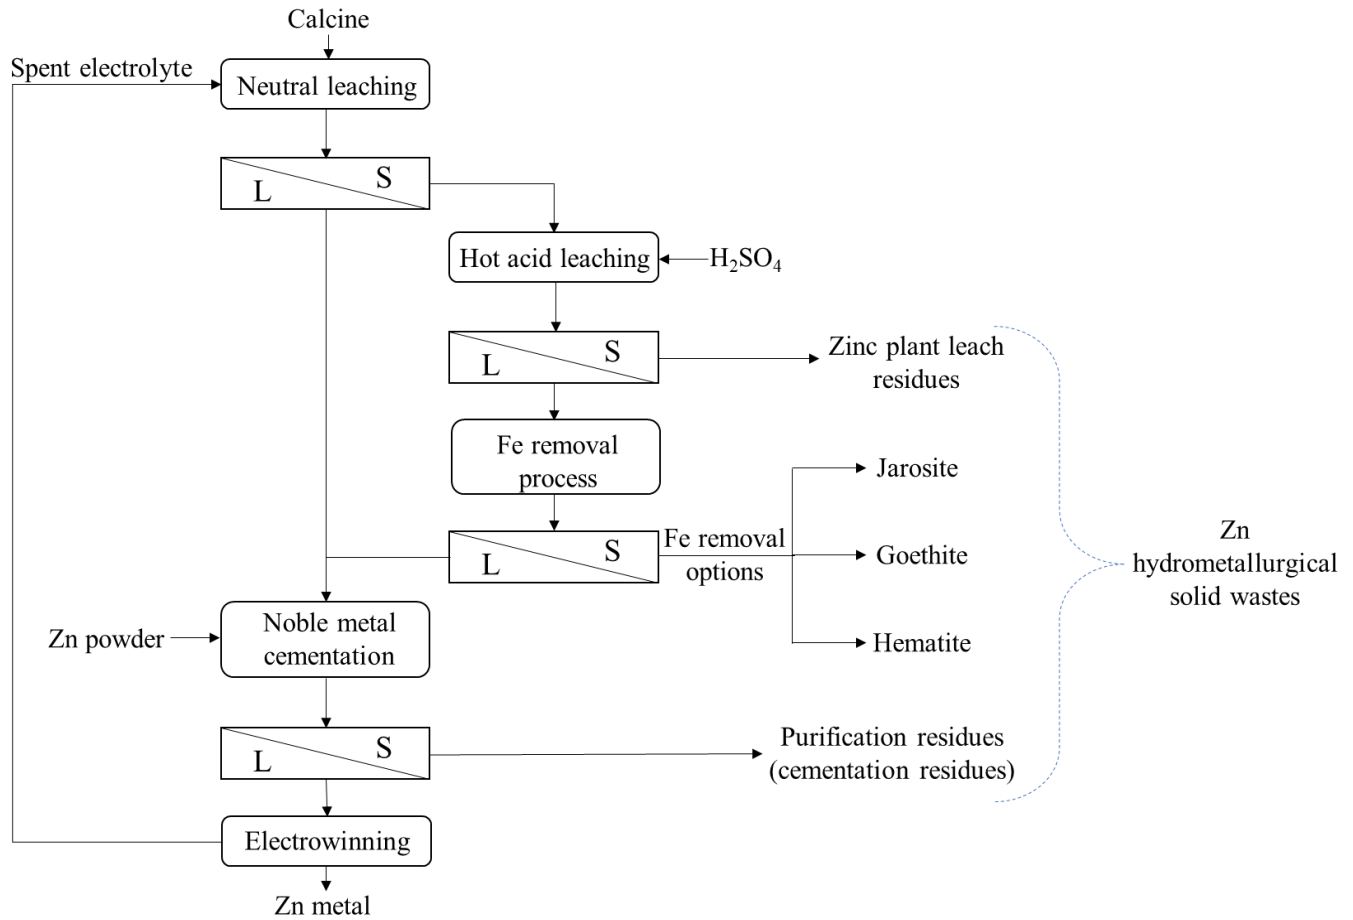 Calcine
Spent electrolyte
Neutral leaching
L
S
Hot acid leaching
H₂SO₄
L
S
Zinc plant leach
residues
Fe removal
process
Jarosite
L
S
Fe removal
options
Goethite
Zn
hydrometallurgical
solid wastes
Hematite
Zn powder
Noble metal
cementation
L
S
Purification residues
(cementation residues)
Electrowinning
Zn metal